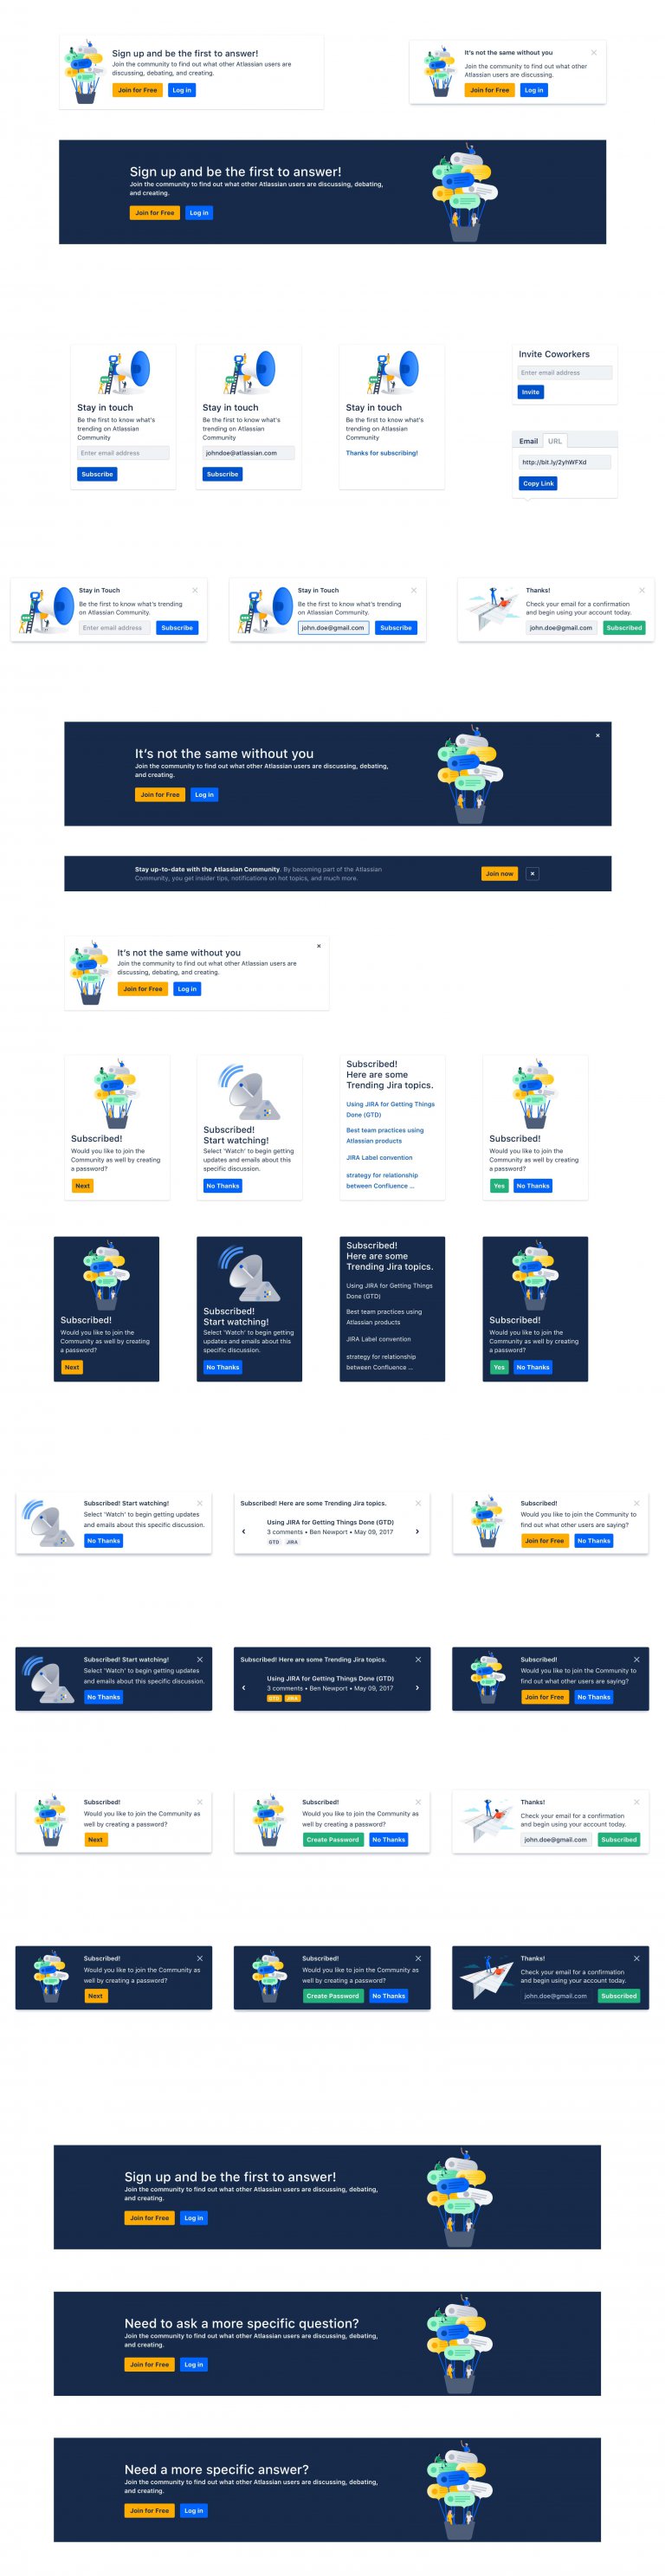 Sign up and be the first to answer!
Join the community to find out what other Atlassian users are
discussing, debating, and creating.
Join for Free
Log in
It's not the same without you
Join the community to find out what other
Atlassian users are discussing.
Join for Free
Log in
Sign up and be the first to answer!
Join the community to find out what other Atlassian users are discussing, debating,
and creating.
Join for Free
Log in
Stay in touch
Be the first to know what's
trending on Atlassian
Community
Enter email address
Subscribe
Stay in touch
Be the first to know what's
trending on Atlassian
Community
johndoe@atlassian.com
Subscribe
Stay in touch
Be the first to know what's
trending on Atlassian
Community
Thanks for subscribing!
Invite Coworkers
Enter email address
Invite
Email
URL
http://bit.ly/2yhWFXd
Copy Link
Stay in Touch
Be the first to know what's trending
on Atlassian Community.
Enter email address
Subscribe
Stay in Touch
Be the first to know what's trending
on Atlassian Community.
john.doe@gmail.com
Subscribe
Thanks!
Check your email for a confirmation
and begin using your account today.
john.doe@gmail.com
Subscribed
It's not the same without you
Join the community to find out what other Atlassian users are discussing, debating,
and creating.
Join for Free
Log in
Stay up-to-date with the Atlassian Community. By becoming part of the Atlassian
Community, you get insider tips, notifications on hot topics, and much more.
Join now
It's not the same without you
Join the community to find out what other Atlassian users are
discussing, debating, and creating.
Join for Free
Log in
Subscribed!
Would you like to join the
Community as well by creating
a password?
Next
Subscribed!
Start watching!
Select 'Watch' to begin getting
updates and emails about this
specific discussion.
No Thanks
Subscribed!
Here are some
Trending Jira topics.
Using JIRA for Getting Things
Done (GTD)
Best team practices using
Atlassian products
JIRA Label convention
strategy for relationship
between Confluence ...
Subscribed!
Would you like to join the
Community as well by creating
a password?
Yes
No Thanks
Subscribed!
Would you like to join the
Community as well by creating
a password?
Next
Subscribed!
Start watching!
Select 'Watch' to begin getting
updates and emails about this
specific discussion.
No Thanks
Subscribed!
Here are some
Trending Jira topics.
Using JIRA for Getting Things
Done (GTD)
Best team practices using
Atlassian products
JIRA Label convention
strategy for relationship
between Confluence ...
Subscribed!
Would you like to join the
Community as well by creating
a password?
Yes
No Thanks
Subscribed! Start watching!
Select 'Watch' to begin getting updates
and emails about this specific discussion.
No Thanks
Subscribed! Here are some Trending Jira topics.
Using JIRA for Getting Things Done (GTD)
3 comments • Ben Newport • May 09, 2017
GTD
JIRA
Subscribed!
Would you like to join the Community to
find out what other users are saying?
Join for Free
No Thanks
Subscribed! Start watching!
Select 'Watch' to begin getting updates
and emails about this specific discussion.
No Thanks
Subscribed! Here are some Trending Jira topics.
Using JIRA for Getting Things Done (GTD)
3 comments • Ben Newport • May 09, 2017
GTD
JIRA
Subscribed!
Would you like to join the Community to
find out what other users are saying?
Join for Free
No Thanks
Subscribed!
Would you like to join the Community as
well by creating a password?
Next
Subscribed!
Would you like to join the Community as
well by creating a password?
Create Password
No Thanks
Thanks!
Check your email for a confirmation
and begin using your account today.
john.doe@gmail.com
Subscribed
Subscribed!
Would you like to join the Community as
well by creating a password?
Next
Subscribed!
Would you like to join the Community as
well by creating a password?
Create Password
No Thanks
Thanks!
Check your email for a confirmation
and begin using your account today.
john.doe@gmail.com
Subscribed
Sign up and be the first to answer!
Join the community to find out what other Atlassian users are discussing, debating,
and creating.
Join for Free
Log in
Need to ask a more specific question?
Join the community to find out what other Atlassian users are discussing, debating,
and creating.
Join for Free
Log in
Need a more specific answer?
Join the community to find out what other Atlassian users are discussing, debating,
and creating.
Join for Free
Log in